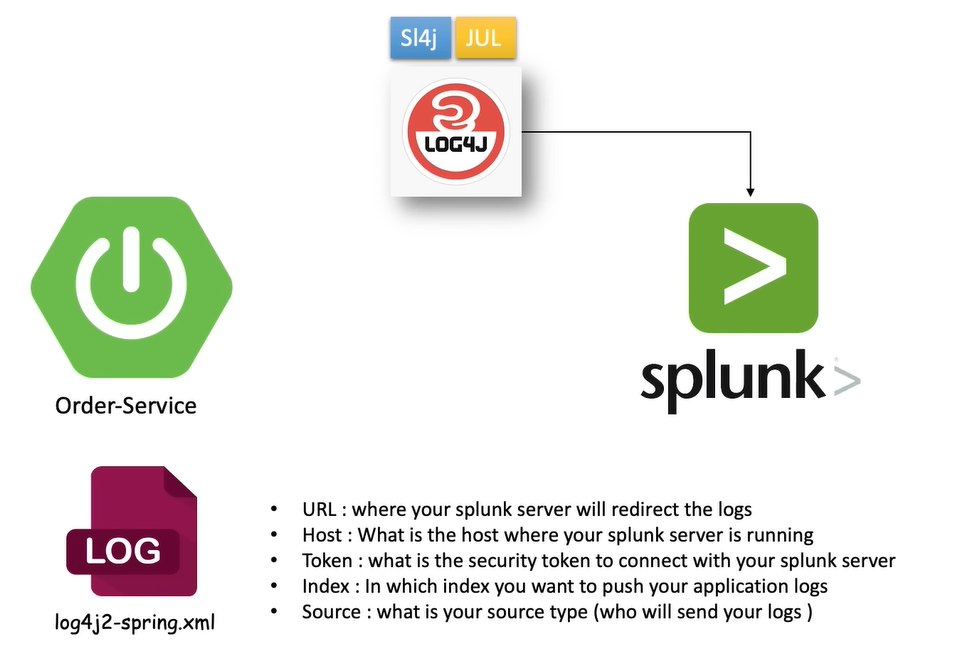 Sl4j JUL
LOG4J
splunk>
Order-Service
LOG
log4j2-spring.xml
• URL : where your splunk server will redirect the logs
• Host : What is the host where your splunk server is running
• Token : what is the security token to connect with your splunk server
• Index : In which index you want to push your application logs
• Source : what is your source type (who will send your logs )